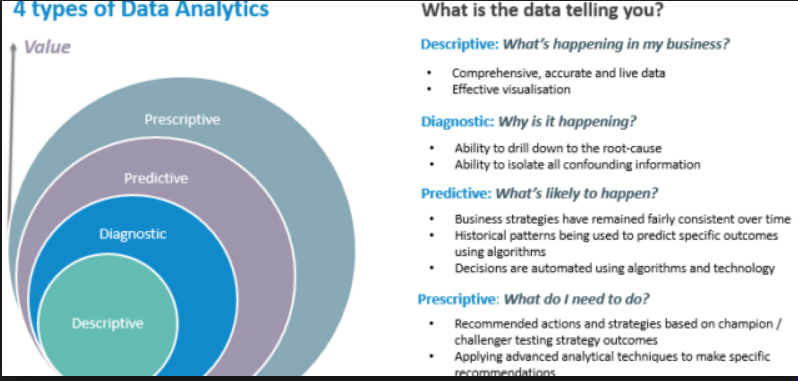 4 types of Data Analytics
Value
Prescriptive
Predictive
Diagnostic
Descriptive
What is the data telling you?
Descriptive: What's happening in my business?
• Comprehensive, accurate and live data
• Effective visualisation
Diagnostic: Why is it happening?
• Ability to drill down to the root-cause
• Ability to isolate all confounding information
Predictive: What's likely to happen?
• Business strategies have remained fairly consistent over time
• Historical patterns being used to predict specific outcomes
using algorithms
• Decisions are automated using algorithms and technology
Prescriptive: What do I need to do?
• Recommended actions and strategies based on champion /
challenger testing strategy outcomes
• Applying advanced analytical techniques to make specific
recommendations